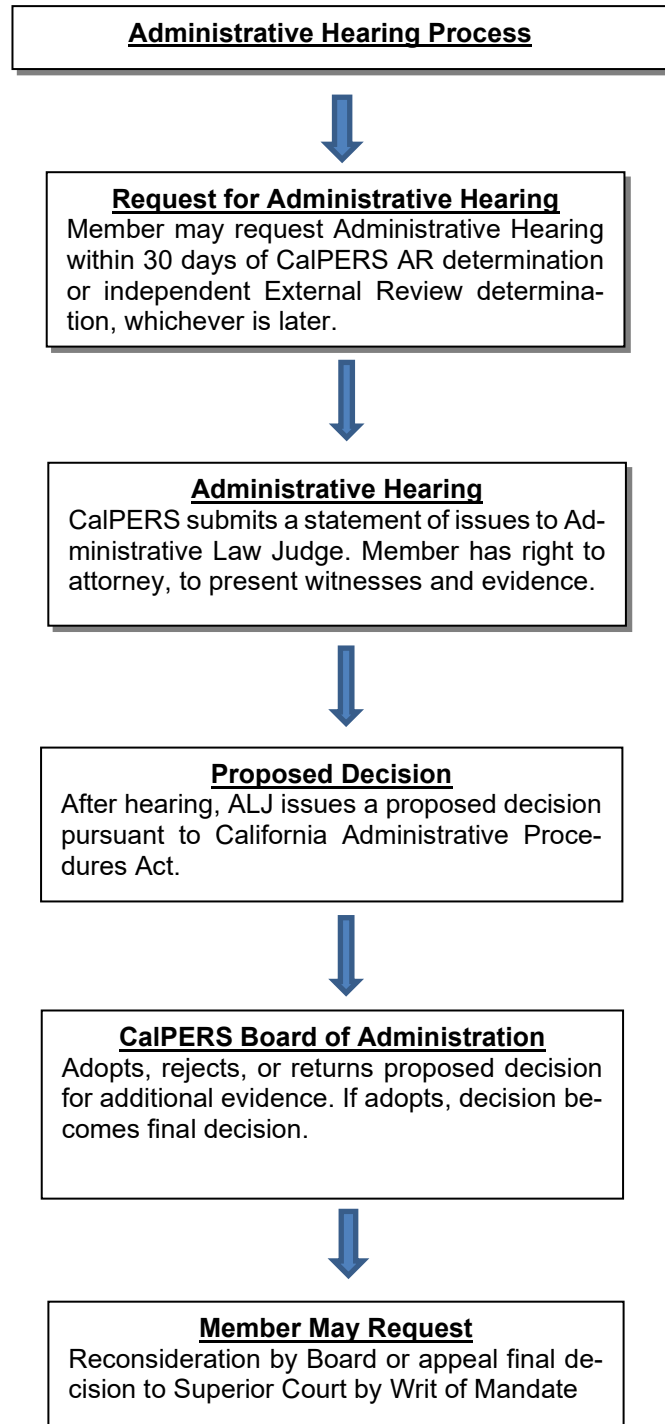 Administrative Hearing Process
Request for Administrative Hearing
Member may request Administrative Hearing
within 30 days of CalPERS AR determination
or independent External Review determina-
tion, whichever is later.
Administrative Hearing
CalPERS submits a statement of issues to Ad-
ministrative Law Judge. Member has right to
attorney, to present witnesses and evidence.
Proposed Decision
After hearing, ALJ issues a proposed decision
pursuant to California Administrative Proce-
dures Act.
CalPERS Board of Administration
Adopts, rejects, or returns proposed decision
for additional evidence. If adopts, decision be-
comes final decision.
Member May Request
Reconsideration by Board or appeal final de-
cision to Superior Court by Writ of Mandate